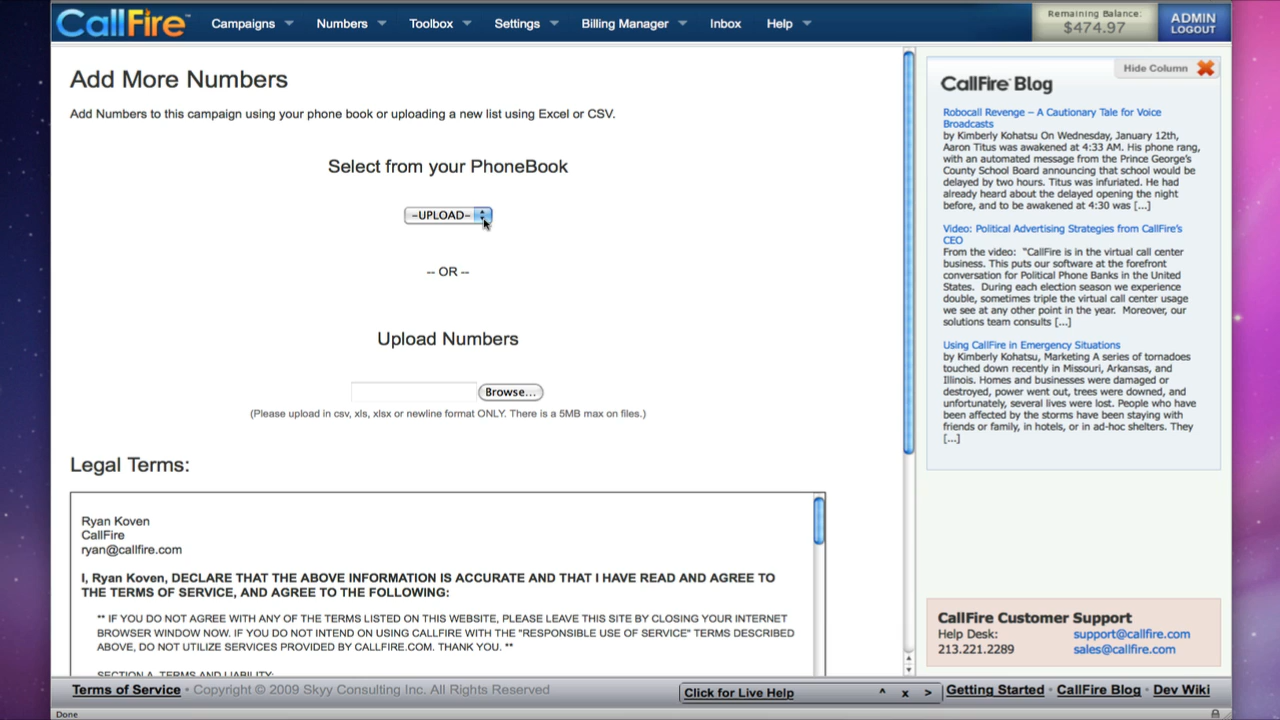 CallFire
Campaigns Numbers Toolbox Settings Billing Manager Inbox Help
Remaining Balance:
$474.97
ADMIN
LOGOUT
Add More Numbers
Add Numbers to this campaign using your phone book or uploading a new list using Excel or CSV.
Select from your PhoneBook
-UPLOAD-
-- OR --
Upload Numbers
Browse...
(Please upload in csv, xls, xlsx or newline format ONLY. There is a 5MB max on files.)
Legal Terms:
Ryan Koven
CallFire
ryan@callfire.com
I, Ryan Koven, DECLARE THAT THE ABOVE INFORMATION IS ACCURATE AND THAT I HAVE READ AND AGREE TO
THE TERMS OF SERVICE, AND AGREE TO THE FOLLOWING:
** IF YOU DO NOT AGREE WITH ANY OF THE TERMS LISTED ON THIS WEBSITE, PLEASE LEAVE THIS SITE BY CLOSING YOUR INTERNET
BROWSER WINDOW NOW. IF YOU DO NOT INTEND ON USING CALLFIRE WITH THE "RESPONSIBLE USE OF SERVICE" TERMS DESCRIBED
ABOVE, DO NOT UTILIZE SERVICES PROVIDED BY CALLFIRE.COM. THANK YOU. **
SECTION A. TERMS AND LIABILITY:
Hide Column
CallFire Blog
Robocall Revenge – A Cautionary Tale for Voice
Broadcasts
by Kimberly Kohatsu On Wednesday, January 12th,
Aaron Titus was awakened at 4:33 AM. His phone rang,
with an automated message from the Prince George's
County School Board announcing that school would be
delayed by two hours. Titus was infuriated. He had
already heard about the delayed opening the night
before, and to be awakened at 4:30 was [...]
Video: Political Advertising Strategies from CallFire's
CEO
From the video: "CallFire is in the virtual call center
business. This puts our software at the forefront
conversation for Political Phone Banks in the United
States. During each election season we experience
double, sometimes triple the virtual call center usage
we see at any other point in the year. Moreover, our
solutions team consults [...]
Using CallFire in Emergency Situations
by Kimberly Kohatsu, Marketing A series of tornadoes
touched down recently in Missouri, Arkansas, and
Illinois. Homes and businesses were damaged or
destroyed, power went out, trees were downed, and
unfortunately, several lives were lost. People who have
been affected by the storms have been staying with
friends or family, in hotels, or in ad-hoc shelters. They
[...]
CallFire Customer Support
Help Desk: support@callfire.com
213.221.2289 sales@callfire.com
Terms of Service • Copyright © 2009 Skyy Consulting Inc. All Rights Reserved
Click for Live Help ^ x >
Getting Started • CallFire Blog • Dev Wiki
Done